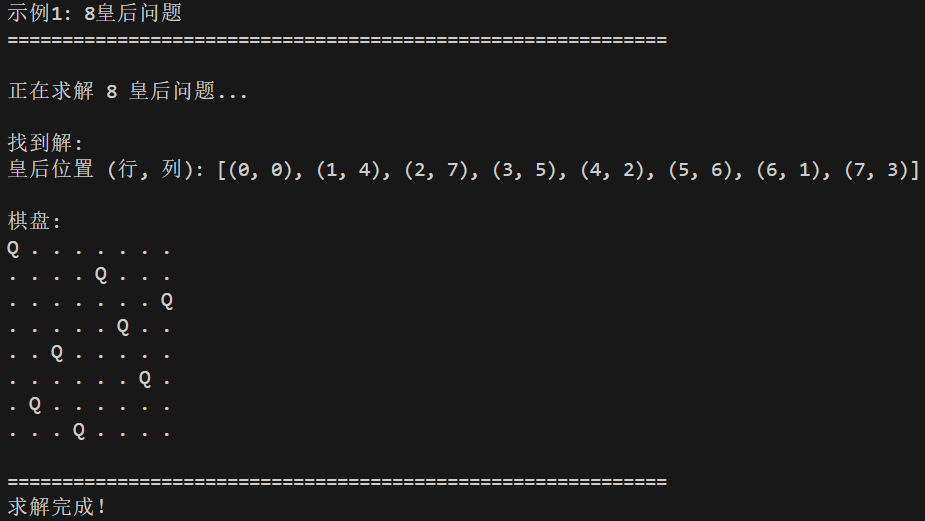 示例1: 8皇后问题
============================================================
正在求解 8 皇后问题...
找到解:
皇后位置 (行, 列): [(0, 0), (1, 4), (2, 7), (3, 5), (4, 2), (5, 6), (6, 1), (7, 3)]
棋盘:
Q . . . . . . .
. . . . Q . . .
. . . . . . . Q
. . . . . Q . .
. . Q . . . . .
. . . . . . Q .
. Q . . . . . .
. . . Q . . . .
============================================================
求解完成!